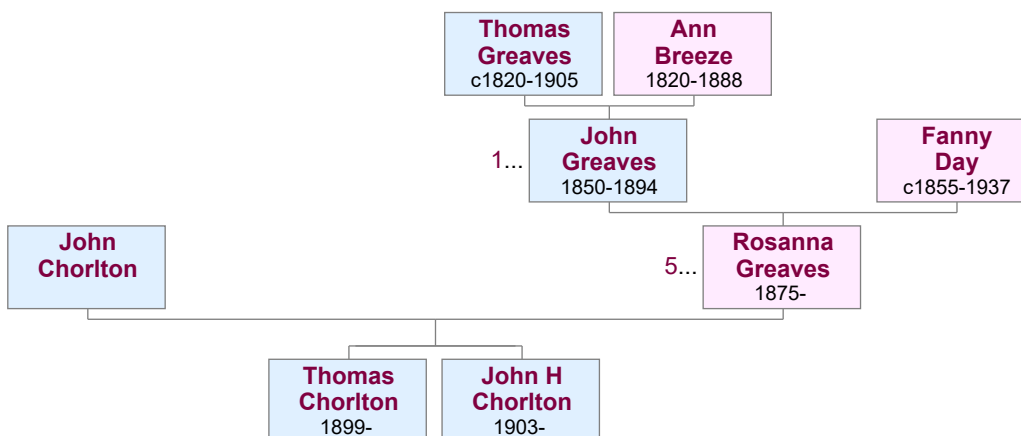 Thomas
Greaves
c1820-1905
Ann
Breeze
1820-1888
1...
John
Greaves
1850-1894
Fanny
Day
c1855-1937
John
Chorlton
5...
Rosanna
Greaves
1875-
Thomas
Chorlton
1899-
John H
Chorlton
1903-